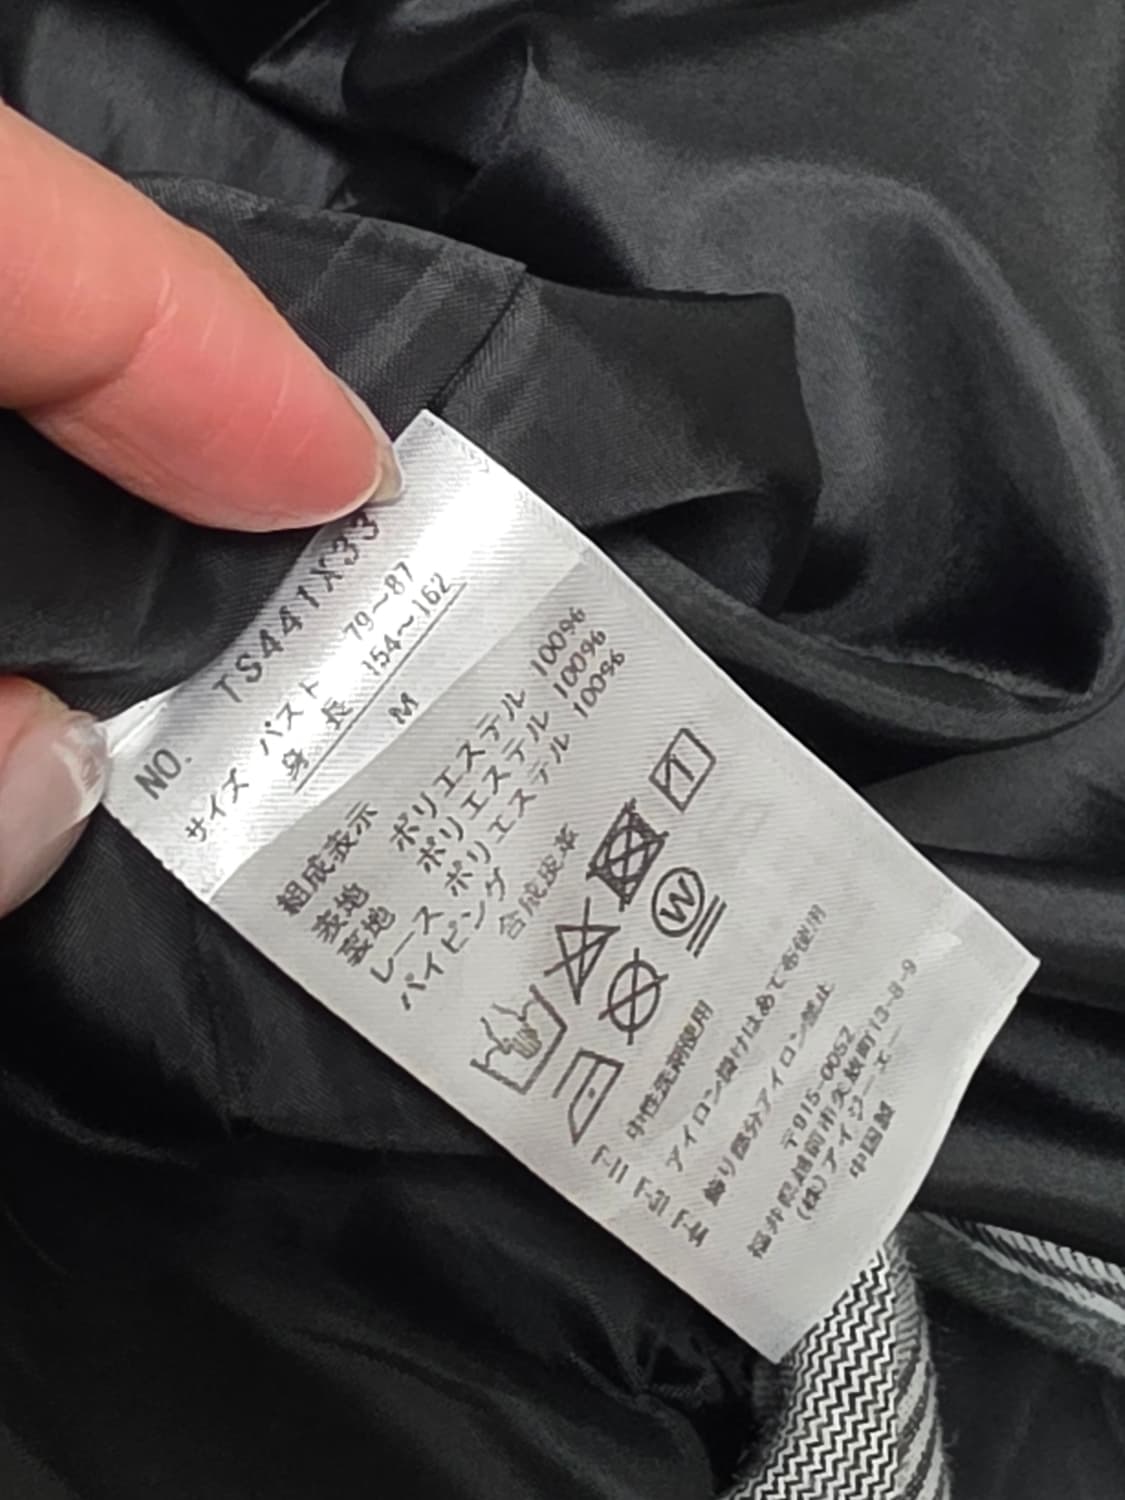 NO. TS441X33
サイズ バスト 79〜87
身 長 154〜162
M
組成表示
表地 ポリエステル 100%
裏地 ポリエステル 100%
レース ポリエステル 100%
パイピング 合成皮革
W
中性洗剤使用
アイロン掛けはあて布使用
飾り部分アイロン禁止
〒915-0052
福井県越前市矢放町13-8-9
(株)アイジーエー
中国製